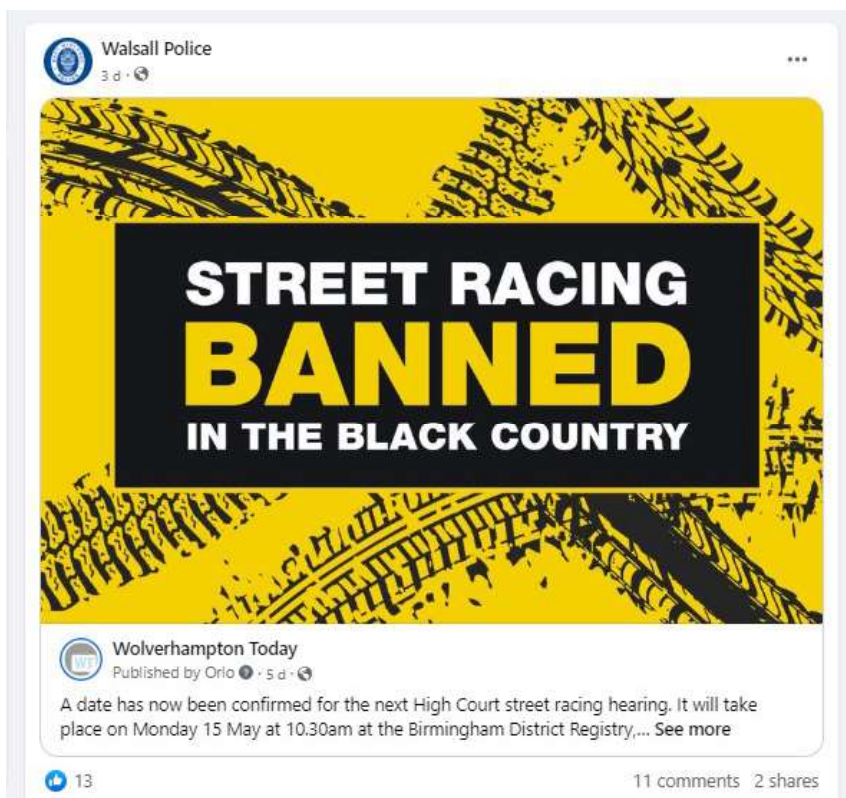 Walsall Police
3 d ·
STREET RACING
BANNED
IN THE BLACK COUNTRY
Wolverhampton Today
Published by Orlo · 5 d ·
A date has now been confirmed for the next High Court street racing hearing. It will take
place on Monday 15 May at 10.30am at the Birmingham District Registry,... See more
13
11 comments 2 shares